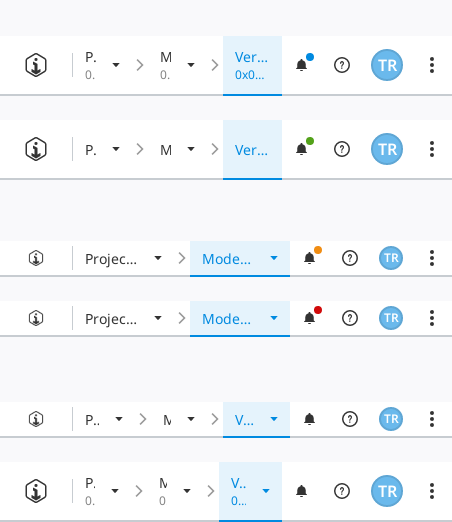 P. M Ver...
0. 0. 0x0...
TR
P. M Ver...
TR
Projec... Mode...
TR
Projec... Mode...
TR
P.. M V...
TR
P. M V..
0. 0 0...
TR